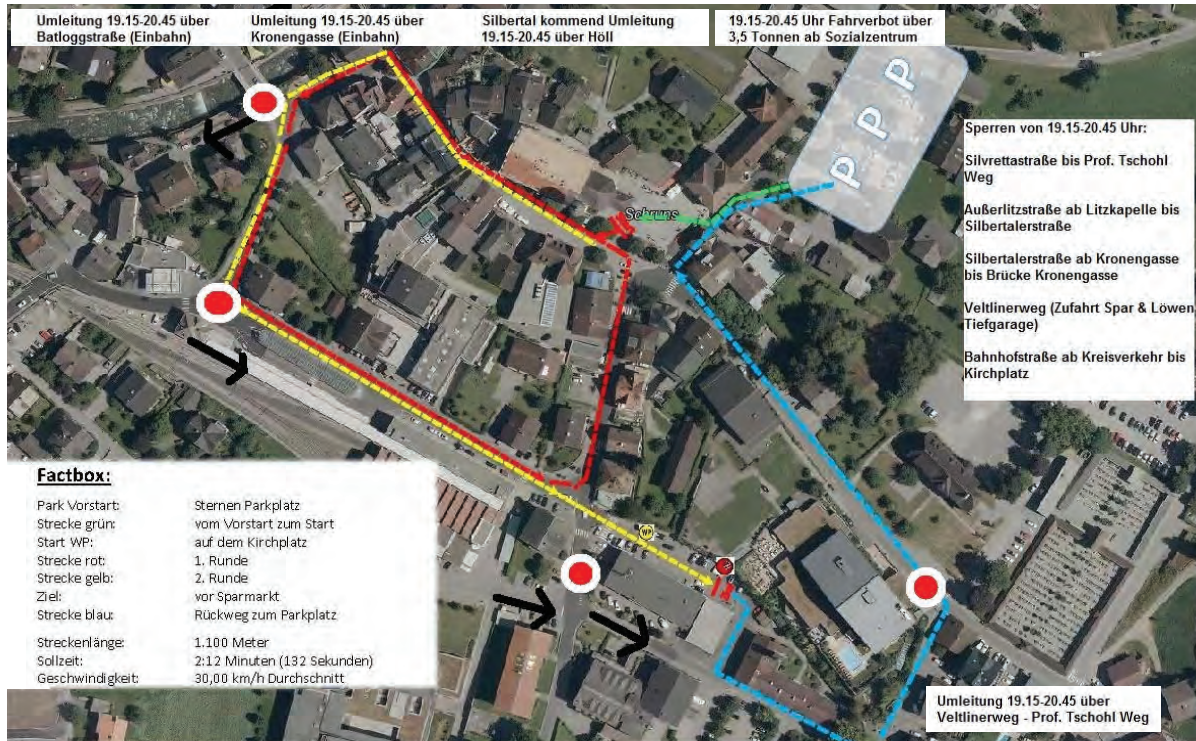 Umleitung 19.15-20.45 über
Batloggstraße (Einbahn)
Umleitung 19.15-20.45 über
Kronengasse (Einbahn)
Silbertal kommend Umleitung
19.15-20.45 über Höll
19.15-20.45 Uhr Fahrverbot über
3,5 Tonnen ab Sozialzentrum
P P P
Sperren von 19.15-20.45 Uhr:
Silvrettastraße bis Prof. Tschohl
Weg
Außerlitzstraße ab Litzkapelle bis
Silbertalerstraße
Silbertalerstraße ab Kronengasse
bis Brücke Kronengasse
Veltlinerweg (Zufahrt Spar & Löwen
Tiefgarage)
Bahnhofstraße ab Kreisverkehr bis
Kirchplatz
Schruns
WP
Factbox:
Park Vorstart: Sternen Parkplatz
Strecke grün: vom Vorstart zum Start
Start WP: auf dem Kirchplatz
Strecke rot: 1. Runde
Strecke gelb: 2. Runde
Ziel: vor Sparmarkt
Strecke blau: Rückweg zum Parkplatz
Streckenlänge: 1.100 Meter
Sollzeit: 2:12 Minuten (132 Sekunden)
Geschwindigkeit: 30,00 km/h Durchschnitt
Umleitung 19.15-20.45 über
Veltlinerweg - Prof. Tschohl Weg